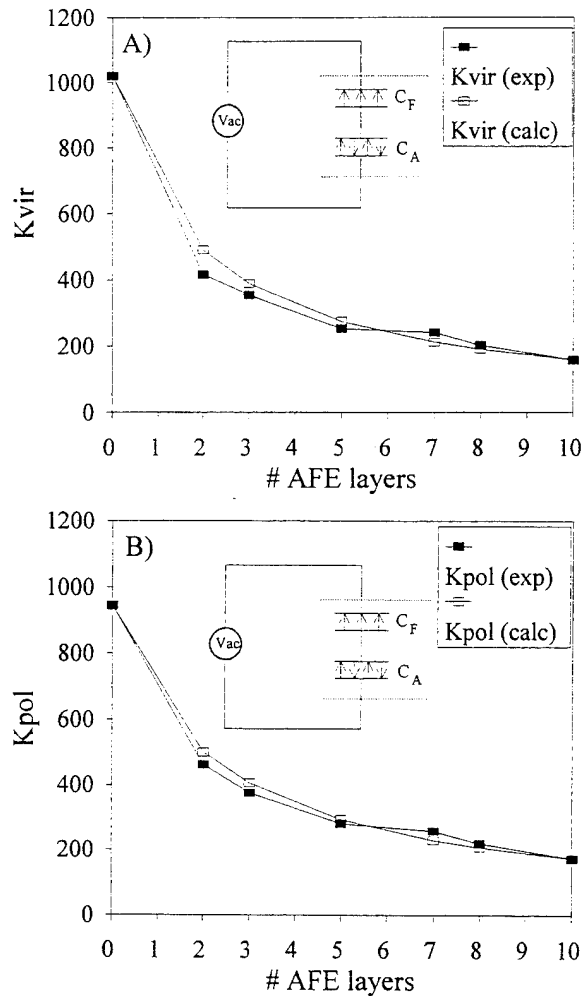 A)
1200
1000
800
600
400
200
0
Kvir
Vac
C_F
C_A
Kvir (exp)
Kvir (calc)
0 1 2 3 4 5 6 7 8 9 10
# AFE layers
B)
1200
1000
800
600
400
200
0
Kpol
Vac
C_F
C_A
Kpol (exp)
Kpol (calc)
0 1 2 3 4 5 6 7 8 9 10
# AFE layers